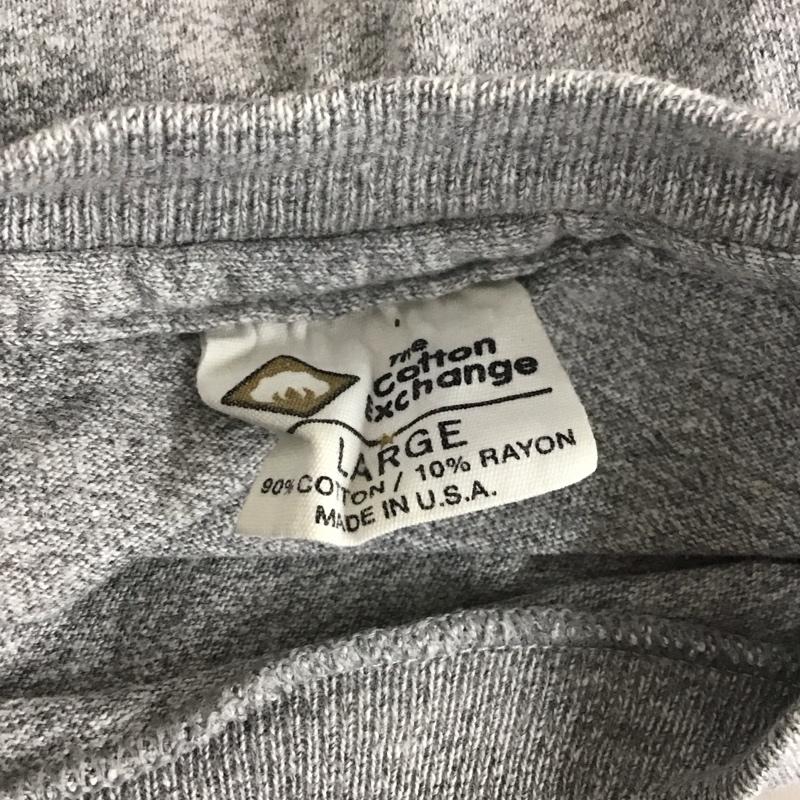 The
Cotton
Exchange
LARGE
90% COTTON / 10% RAYON
MADE IN U.S.A.